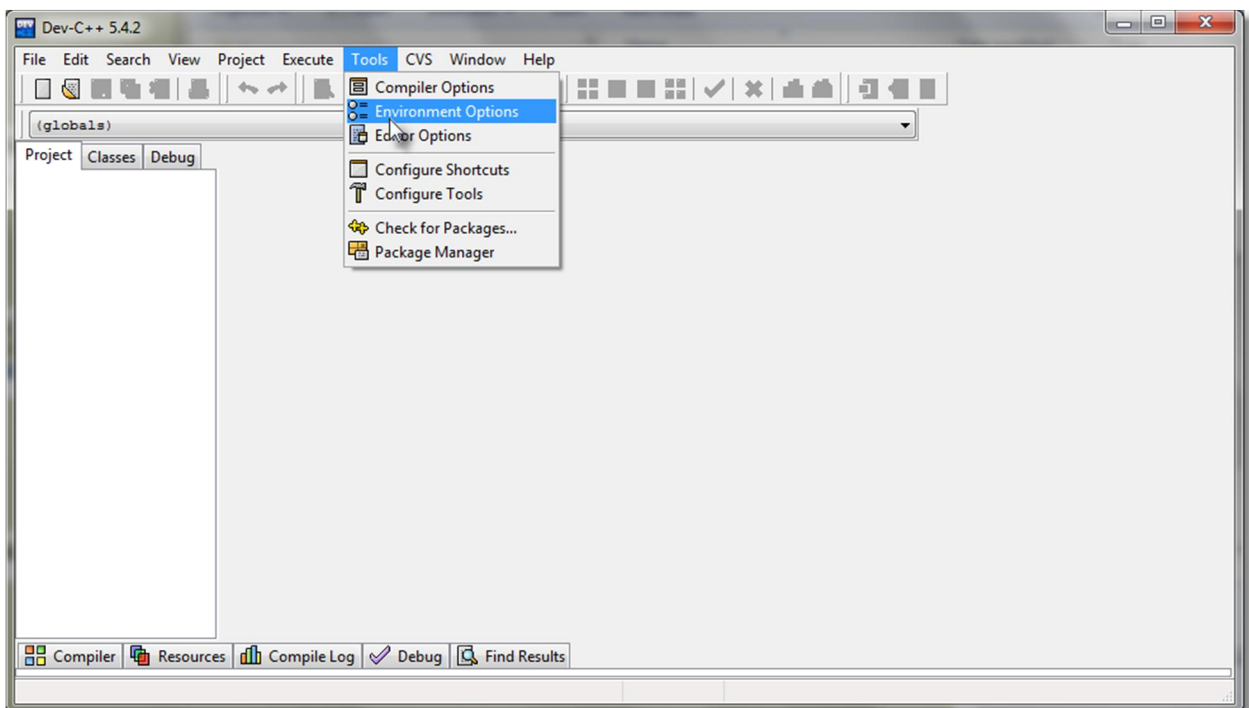 Dev-C++ 5.4.2
File Edit Search View Project Execute Tools CVS Window Help
Compiler Options
Environment Options
(globals)
Editor Options
Project Classes Debug
Configure Shortcuts
Configure Tools
Check for Packages...
Package Manager
Compiler Resources Compile Log Debug Find Results